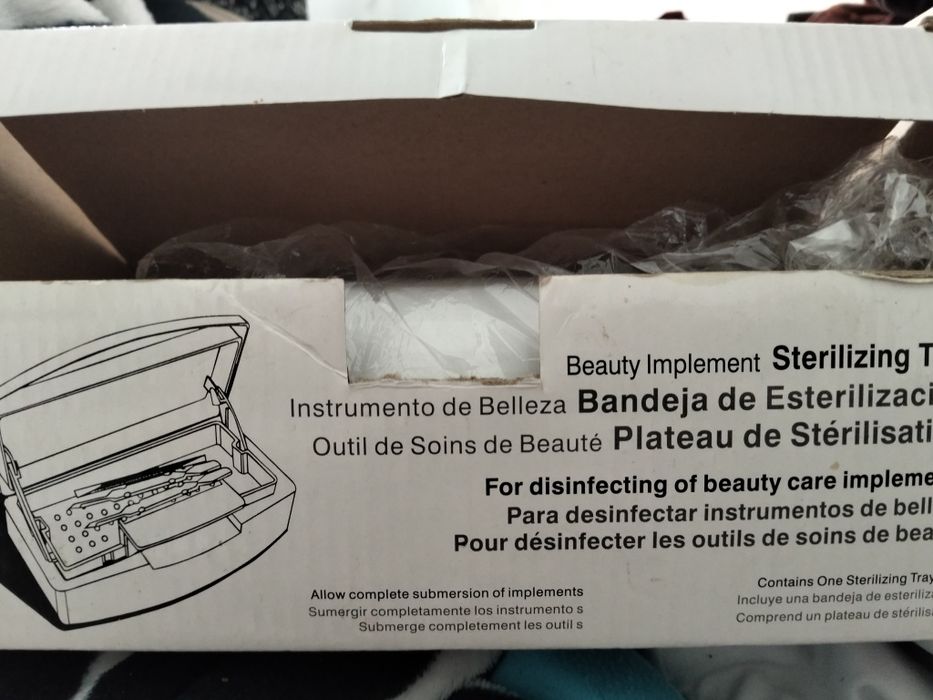 Beauty Implement Sterilizing T
Instrumento de Belleza Bandeja de Esterilizaci
Outil de Soins de Beauté Plateau de Stérilisati
For disinfecting of beauty care impleme
Para desinfectar instrumentos de bell
Pour désinfecter les outils de soins de bea
Allow complete submersion of implements
Sumergir completamente los instrumento s
Submerge completement les outil s
Contains One Sterilizing Tray
Incluye una bandeja de esteriliza
Comprend un plateau de stérilisa